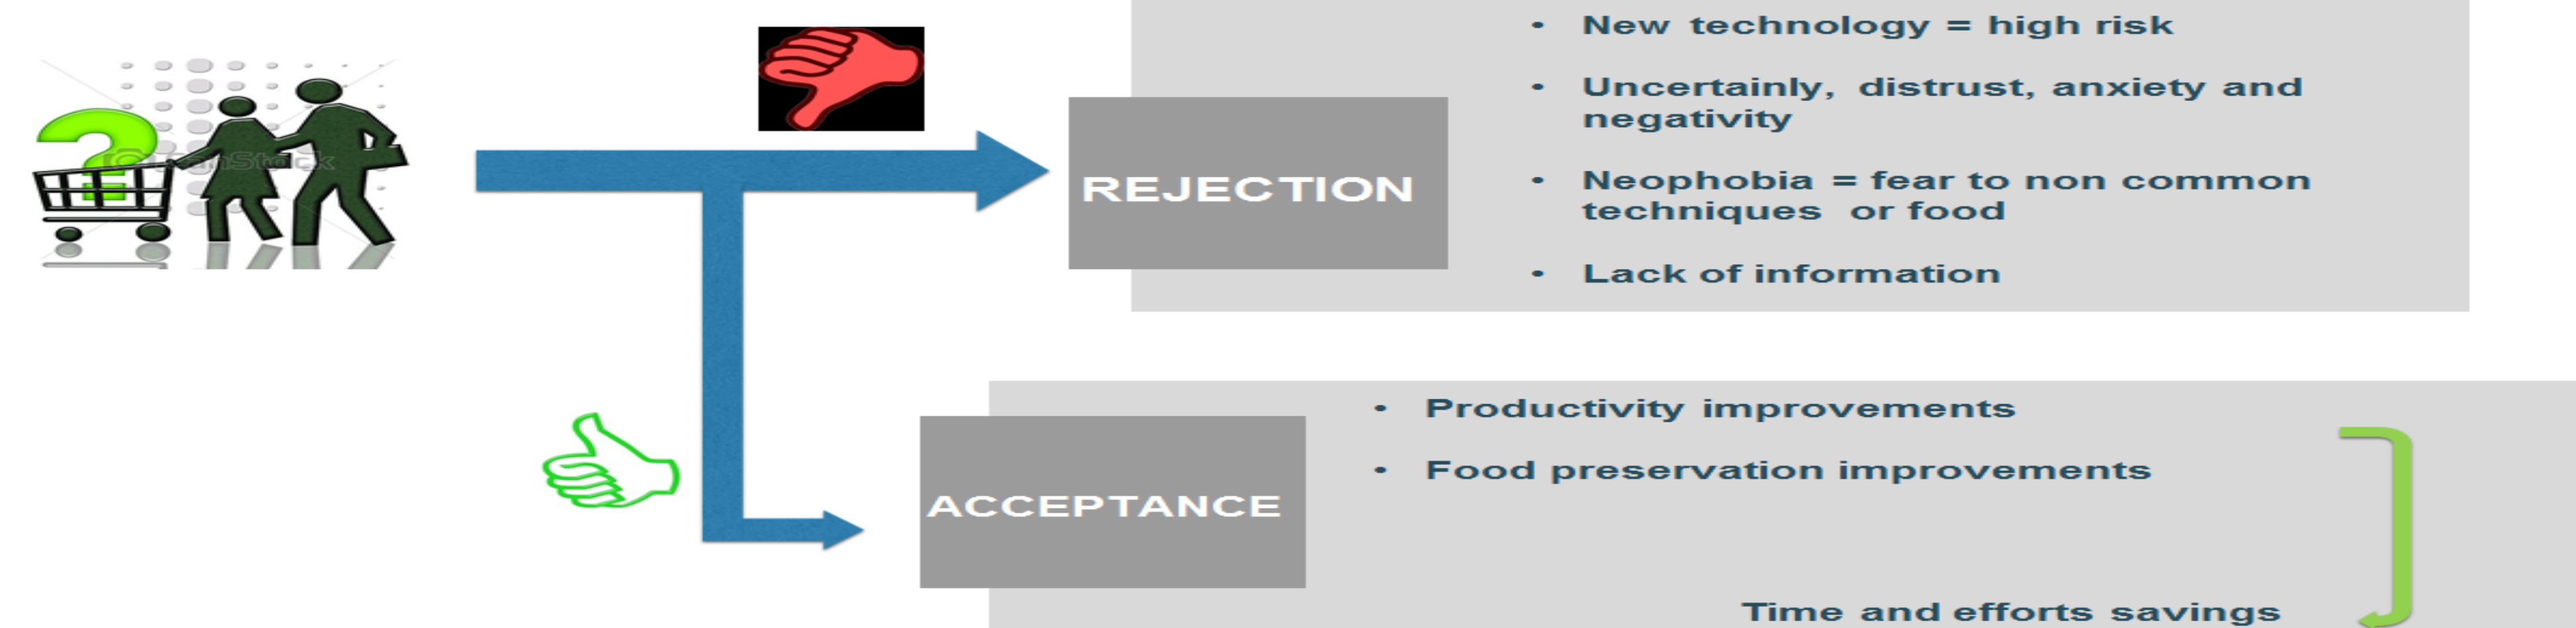 • New technology = high risk
• Uncertainly, distrust, anxiety and
negativity
• Neophobia = fear to non common
techniques or food
• Lack of information
REJECTION
• Productivity improvements
• Food preservation improvements
ACCEPTANCE
Time and efforts savings